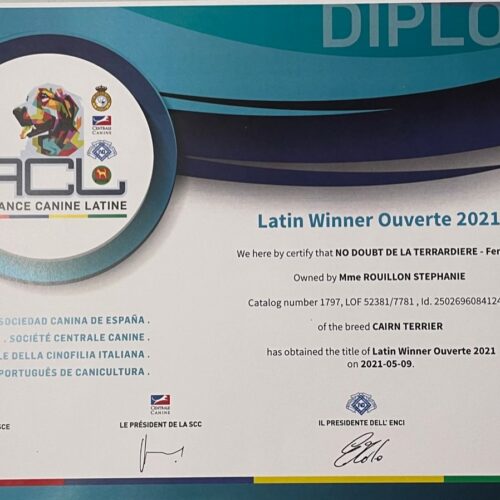 DIPLO
CENTRALE
CANINE
ACL
ANCE CANINE LATINE
Latin Winner Ouverte 2021
We here by certify that NO DOUBT DE LA TERRARDIERE - Fer
Owned by Mme ROUILLON STEPHANIE
Catalog number 1797, LOF 52381/7781 , Id. 2502696084124
of the breed CAIRN TERRIER
has obtained the title of Latin Winner Ouverte 2021
on 2021-05-09.
SOCIEDAD CANINA DE ESPAÑA .
. SOCIÉTÉ CENTRALE CANINE .
LE DELLA CINOFILIA ITALIANA .
PORTUGUÊS DE CANICULTURA .
SCE
CENTRALE
CANINE
LE PRÉSIDENT DE LA SCC
IL PRESIDENTE DELL' ENCI